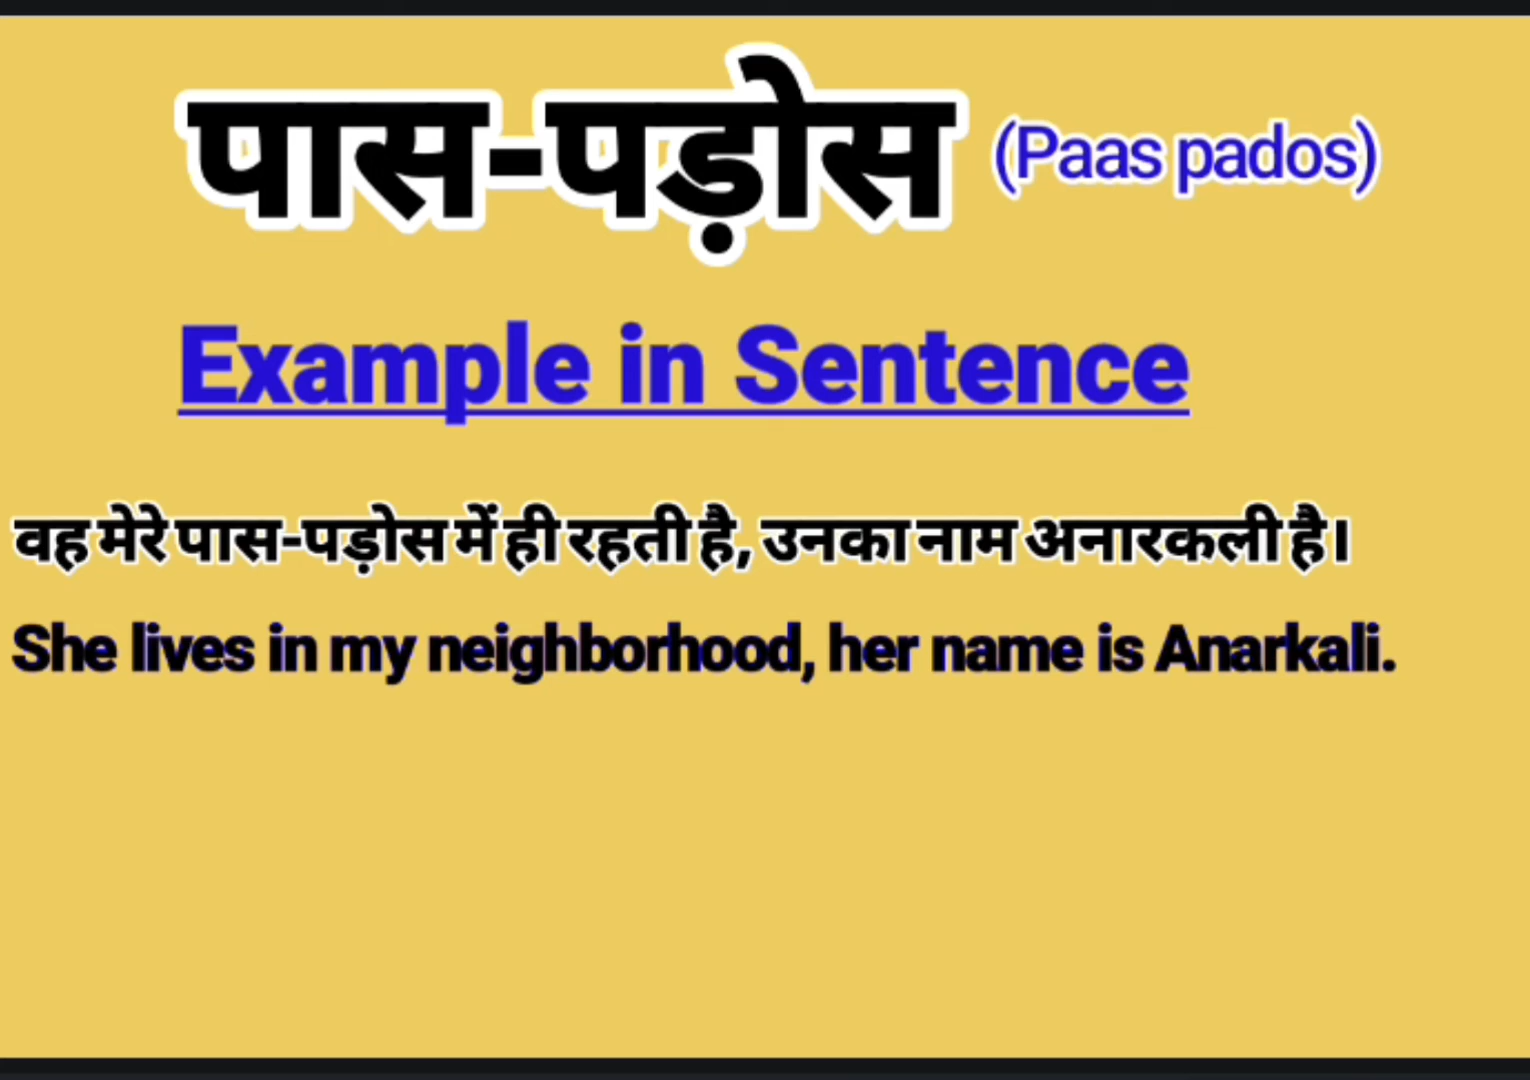 पास-पड़ोस (Paas pados)
Example in Sentence
वह मेरे पास-पड़ोस में ही रहती है, उनका नाम अनारकली है।
She lives in my neighborhood, her name is Anarkali.